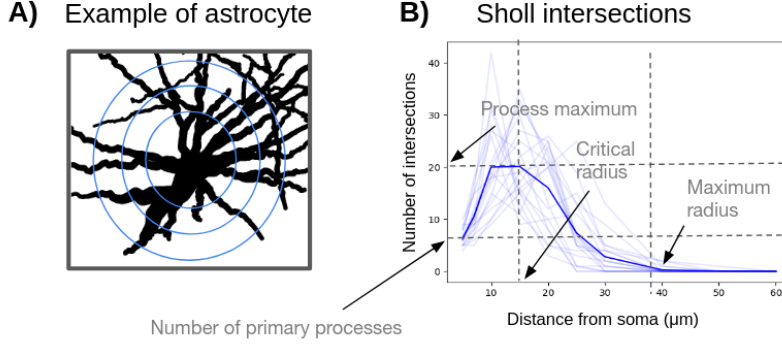 A) Example of astrocyte
B) Sholl intersections
40
30
20
10
0
Number of intersections
Process maximum
Critical
radius
Maximum
radius
10
20
30
40
50
60
Distance from soma (μm)
Number of primary processes